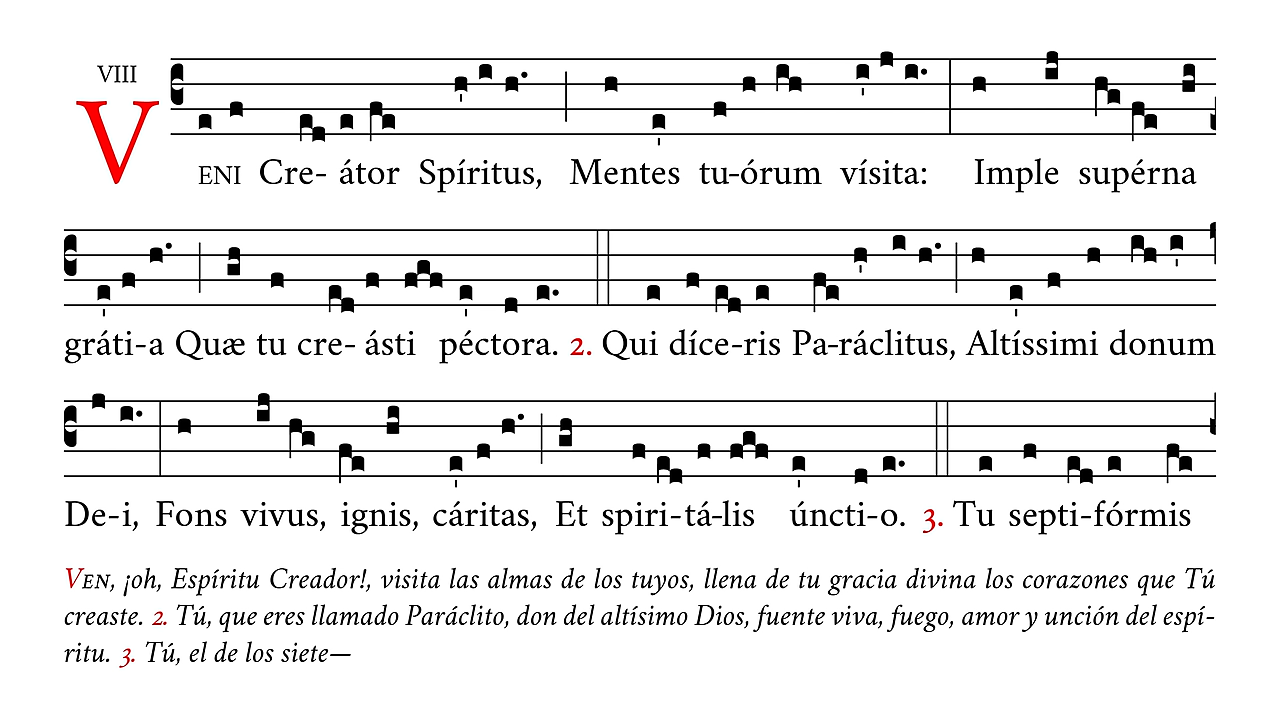 VIII
VENI Cre-átor Spíritus, Mentes tu-órum vísita: Imple supérna
gráti-a Quæ tu cre-ásti péctora. 2. Qui díce-ris Pa-ráclitus, Altíssimi donum
De-i, Fons vivus, ignis, cáritas, Et spiri-tá-lis úncti-o. 3. Tu septi-fórmis
VEN, ¡oh, Espíritu Creador!, visita las almas de los tuyos, llena de tu gracia divina los corazones que Tú
creaste. 2. Tú, que eres llamado Paráclito, don del altísimo Dios, fuente viva, fuego, amor y unción del espí-
ritu. 3. Tú, el de los siete—